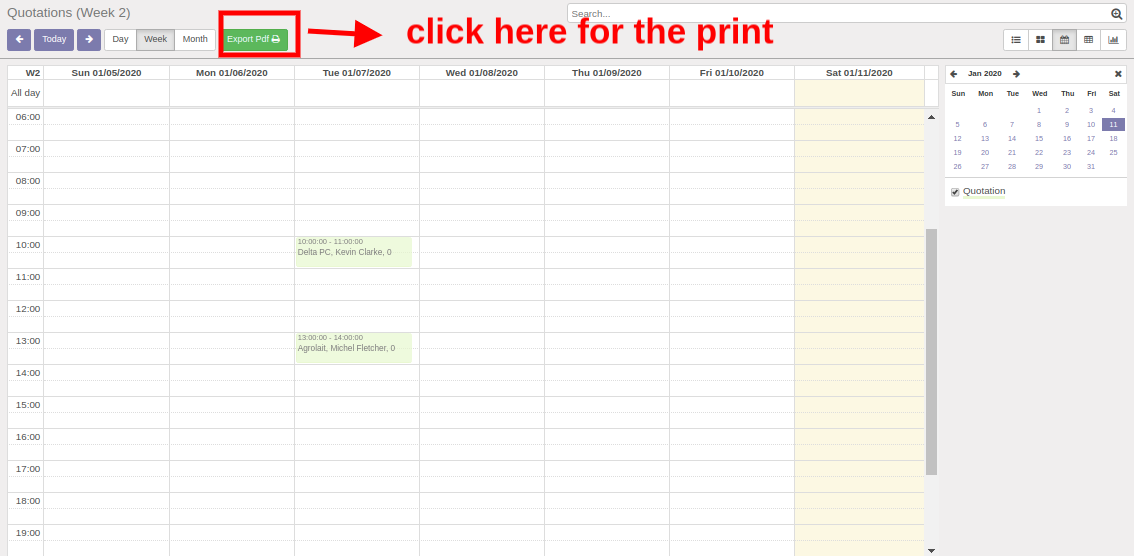 Quotations (Week 2)
Search...
Today
Day
Week
Month
Export Pdf
click here for the print
W2
Sun 01/05/2020
Mon 01/06/2020
Tue 01/07/2020
Wed 01/08/2020
Thu 01/09/2020
Fri 01/10/2020
Sat 01/11/2020
All day
06:00
07:00
08:00
09:00
10:00
10:00:00 - 11:00:00
Delta PC, Kevin Clarke, 0
11:00
12:00
13:00
13:00:00 - 14:00:00
Agrolait, Michel Fletcher, 0
14:00
15:00
16:00
17:00
18:00
19:00
Jan 2020
Sun Mon Tue Wed Thu Fri Sat
1 2 3 4
5 6 7 8 9 10 11
12 13 14 15 16 17 18
19 20 21 22 23 24 25
26 27 28 29 30 31
Quotation